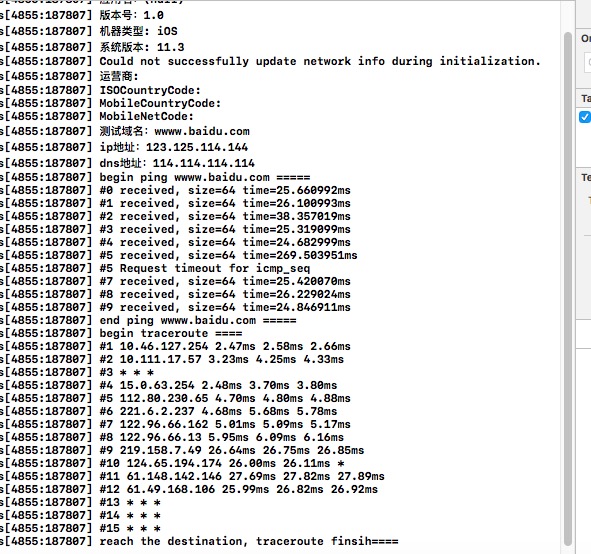 s[4855:187807] 版本号: 1.0
s[4855:187807] 机器类型: iOS
s[4855:187807] 系统版本: 11.3
s[4855:187807] Could not successfully update network info during initialization.
s[4855:187807] 运营商:
s[4855:187807] ISOCountryCode:
s[4855:187807] MobileCountryCode:
s[4855:187807] MobileNetCode:
s[4855:187807] 测试域名: wwww.baidu.com
s[4855:187807] ip地址: 123.125.114.144
s[4855:187807] dns地址: 114.114.114.114
s[4855:187807] begin ping wwww.baidu.com =====
s[4855:187807] #0 received, size=64 time=25.660992ms
s[4855:187807] #1 received, size=64 time=26.100993ms
s[4855:187807] #2 received, size=64 time=38.357019ms
s[4855:187807] #3 received, size=64 time=25.319099ms
s[4855:187807] #4 received, size=64 time=24.682999ms
s[4855:187807] #5 received, size=64 time=269.503951ms
s[4855:187807] #5 Request timeout for icmp_seq
s[4855:187807] #7 received, size=64 time=25.420070ms
s[4855:187807] #8 received, size=64 time=26.229024ms
s[4855:187807] #9 received, size=64 time=24.846911ms
s[4855:187807] end ping wwww.baidu.com =====
s[4855:187807] begin traceroute ====
s[4855:187807] #1 10.46.127.254 2.47ms 2.58ms 2.66ms
s[4855:187807] #2 10.111.17.57 3.23ms 4.25ms 4.33ms
s[4855:187807] #3 * * *
s[4855:187807] #4 15.0.63.254 2.48ms 3.70ms 3.80ms
s[4855:187807] #5 112.80.230.65 4.70ms 4.80ms 4.88ms
s[4855:187807] #6 221.6.2.237 4.68ms 5.68ms 5.78ms
s[4855:187807] #7 122.96.66.162 5.01ms 5.09ms 5.17ms
s[4855:187807] #8 122.96.66.13 5.95ms 6.09ms 6.16ms
s[4855:187807] #9 219.158.7.49 26.64ms 26.75ms 26.85ms
s[4855:187807] #10 124.65.194.174 26.00ms 26.11ms *
s[4855:187807] #11 61.148.142.146 27.69ms 27.82ms 27.89ms
s[4855:187807] #12 61.49.168.106 25.99ms 26.82ms 26.92ms
s[4855:187807] #13 * * *
s[4855:187807] #14 * * *
s[4855:187807] #15 * * *
s[4855:187807] reach the destination, traceroute finsih====
On
Ta
Te